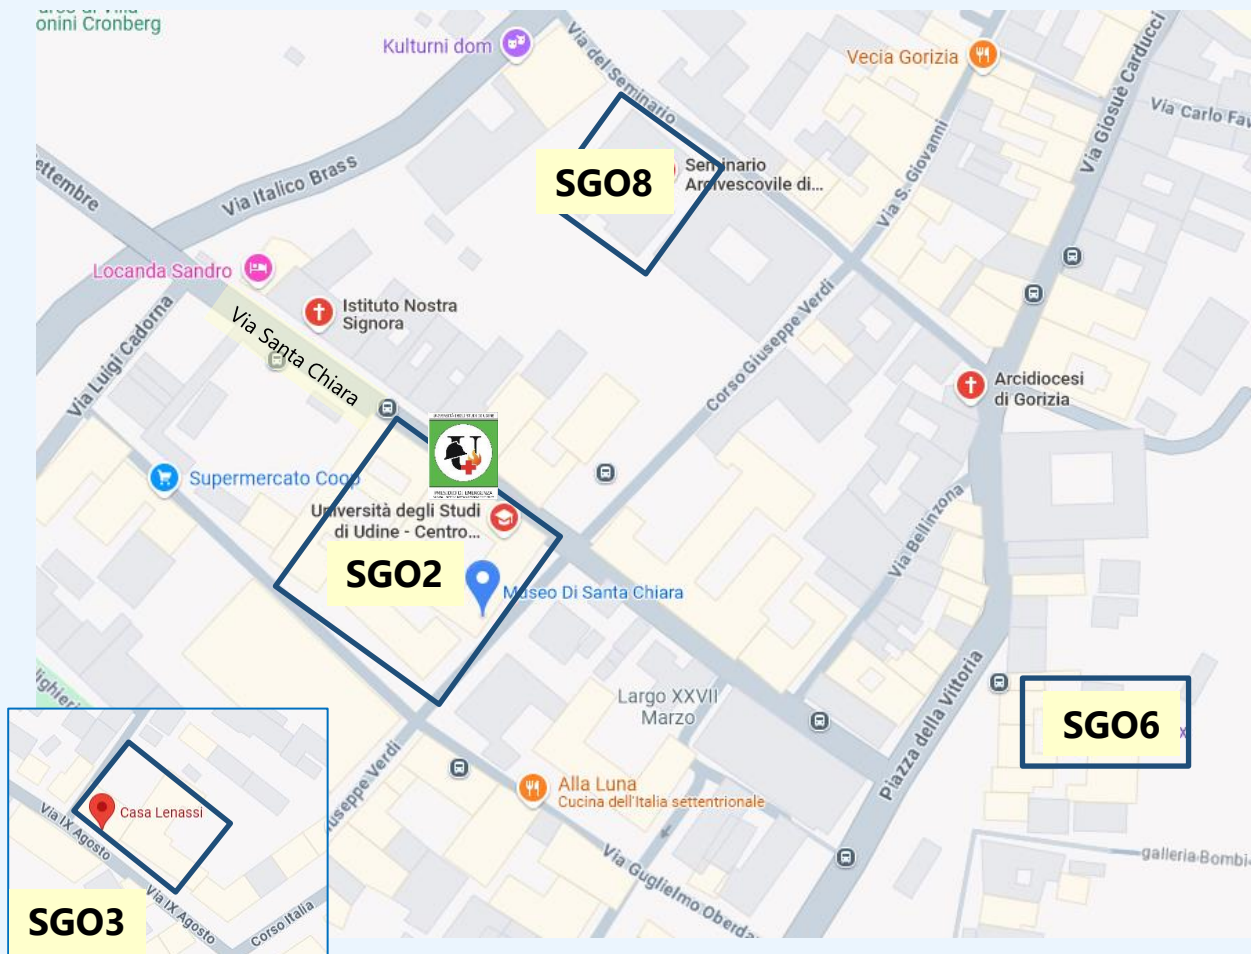 onini Cronberg
Kulturni dom
Via del Seminario
Vecia Gorizia
Via Giosuè Carducci
Via Carlo Fav
ettembre
Via Italico Brass
SGO8
Seminario
Arcivescovile di...
Via S. Giovanni
Locanda Sandro
Istituto Nostra
Signora
Via Santa Chiara
Via Luigi Cadorna
Corso Giuseppe Verdi
Arcidiocesi
di Gorizia
Supermercato Coop
Università degli Studi
di Udine - Centro...
SGO2
Museo Di Santa Chiara
Via Bellinzona
Largo XXVII
Marzo
Piazza della Vittoria
SGO6
x
lighieri
Giuseppe Verdi
Alla Luna
Cucina dell'Italia settentrionale
Via Guglielmo Oberda
galleria Bombi
Casa Lenassi
Via IX Agosto
Via IX Agosto
Corso Italia
SGO3